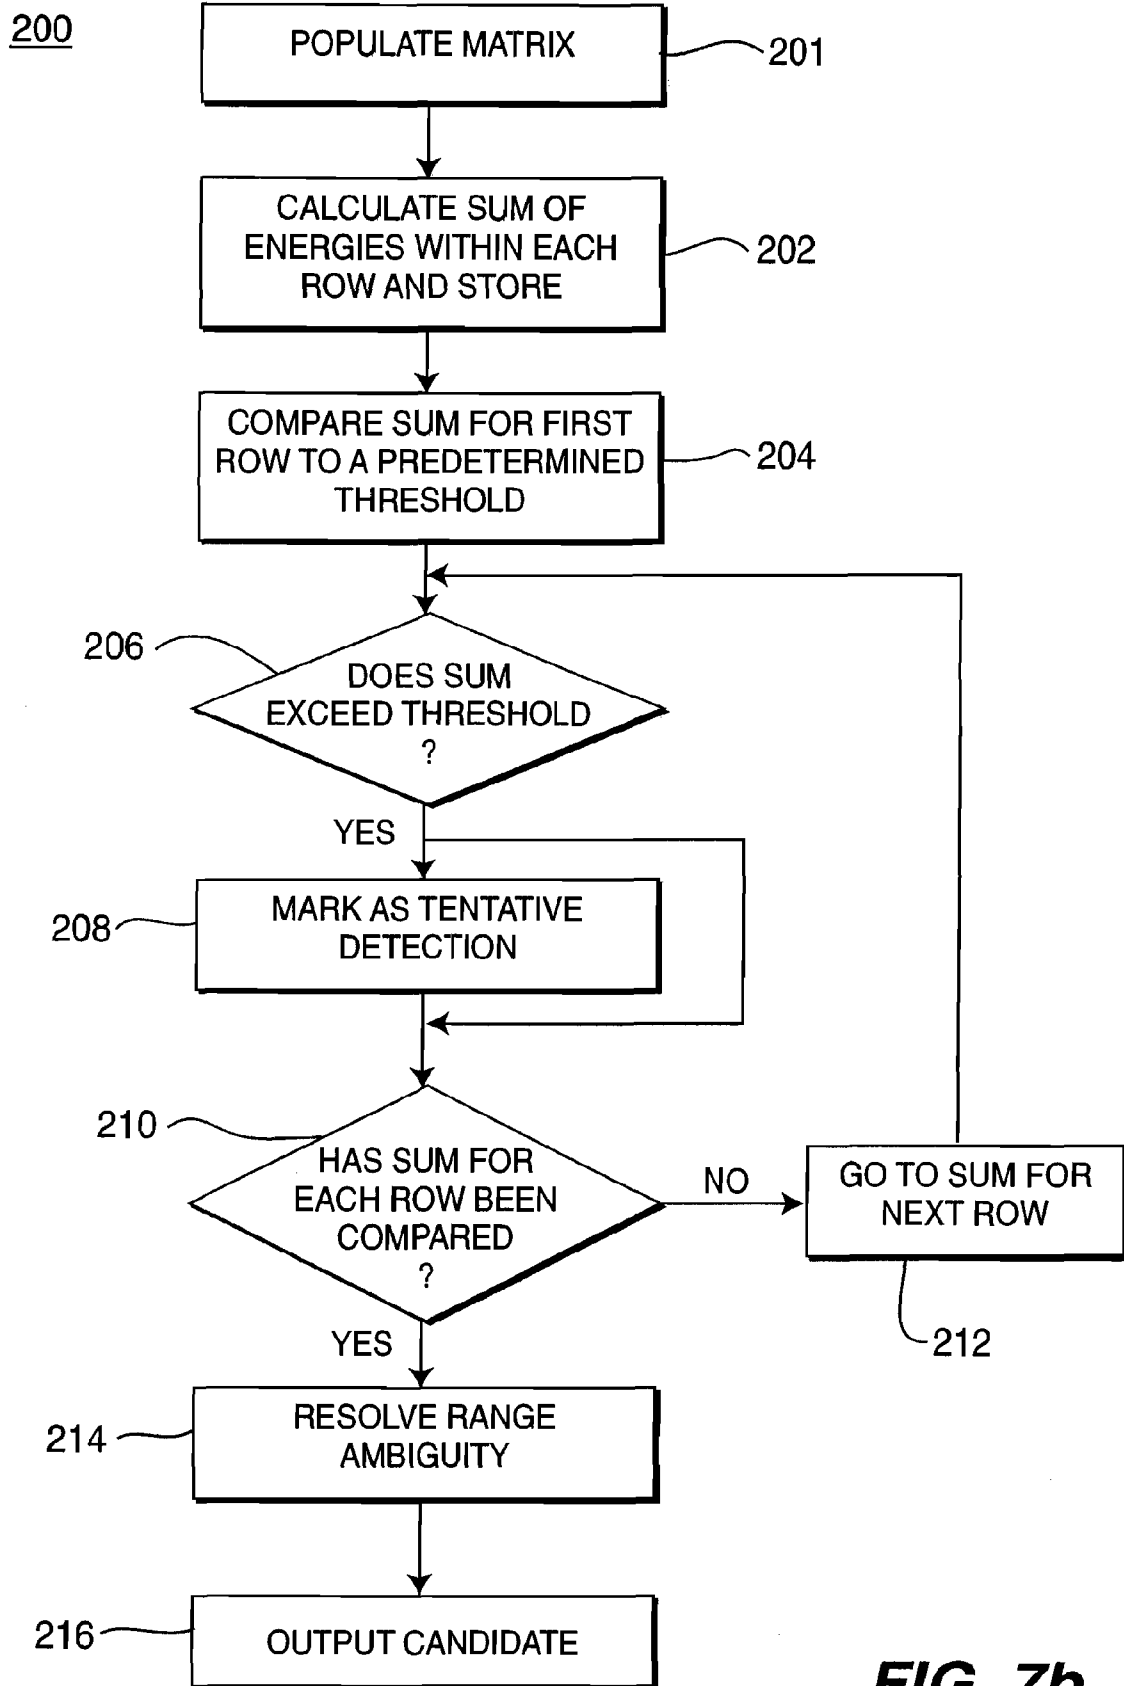 200
POPULATE MATRIX
201
CALCULATE SUM OF
ENERGIES WITHIN EACH
ROW AND STORE
202
COMPARE SUM FOR FIRST
ROW TO A PREDETERMINED
THRESHOLD
204
206
DOES SUM
EXCEED THRESHOLD
?
YES
208
MARK AS TENTATIVE
DETECTION
210
HAS SUM FOR
EACH ROW BEEN
COMPARED
?
NO
GO TO SUM FOR
NEXT ROW
212
YES
214
RESOLVE RANGE
AMBIGUITY
216
OUTPUT CANDIDATE
FIG. 7b